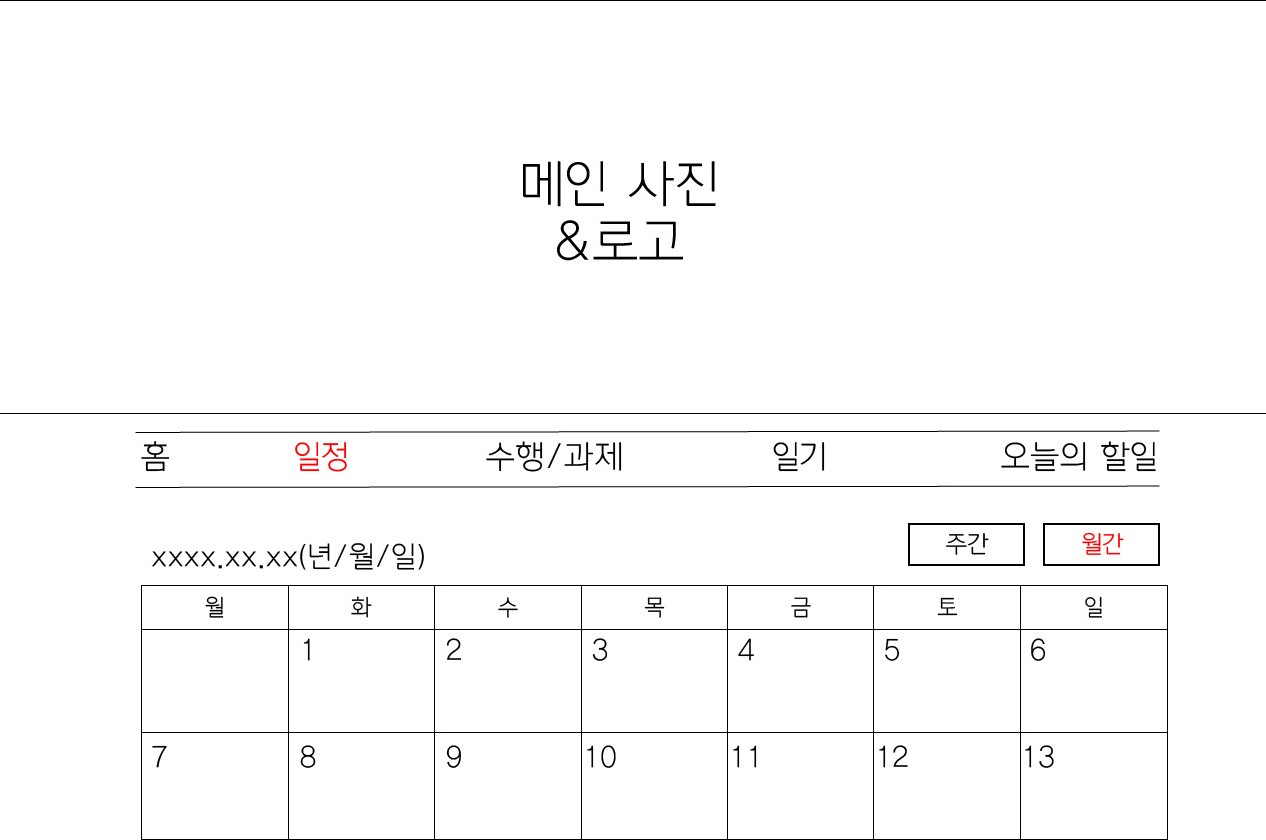 메인 사진
&로고
홈 일정 수행/과제 일기 오늘의 할일
xxxx.xx.xx(년/월/일) 주간 월간
월 화 수 목 금 토 일
1 2 3 4 5 6
7 8 9 10 11 12 13